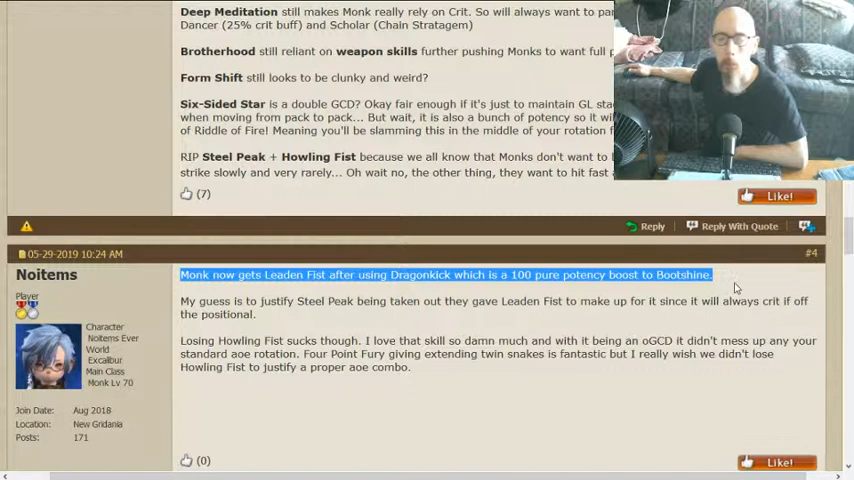 Deep Meditation still makes Monk really rely on Crit. So will always want to pa
Dancer (25% crit buff) and Scholar (Chain Stratagem)
Brotherhood still reliant on weapon skills further pushing Monks to want full p
Form Shift still looks to be clunky and weird?
Six-Sided Star is a double GCD? Okay fair enough if it's just to maintain GL sta
when moving from pack to pack... But wait, it is also a bunch of potency so it wi
of Riddle of Fire! Meaning you'll be slamming this in the middle of your rotation f
RIP Steel Peak + Howling Fist because we all know that Monks don't want to
strike slowly and very rarely... Oh wait no, the other thing, they want to hit fast a
(7)
Like!
Reply
Reply With Quote
05-29-2019 10:24 AM
#4
Noitems
Player
Character
Noitems Ever
World
Excalibur
Main Class
Monk Lv 70
Join Date: Aug 2018
Location: New Gridania
Posts: 171
Monk now gets Leaden Fist after using Dragonkick which is a 100 pure potency boost to Bootshine.
My guess is to justify Steel Peak being taken out they gave Leaden Fist to make up for it since it will always crit if off
the positional.
Losing Howling Fist sucks though. I love that skill so damn much and with it being an oGCD it didn't mess up any your
standard aoe rotation. Four Point Fury giving extending twin snakes is fantastic but I really wish we didn't lose
Howling Fist to justify a proper aoe combo.
(0)
Like!